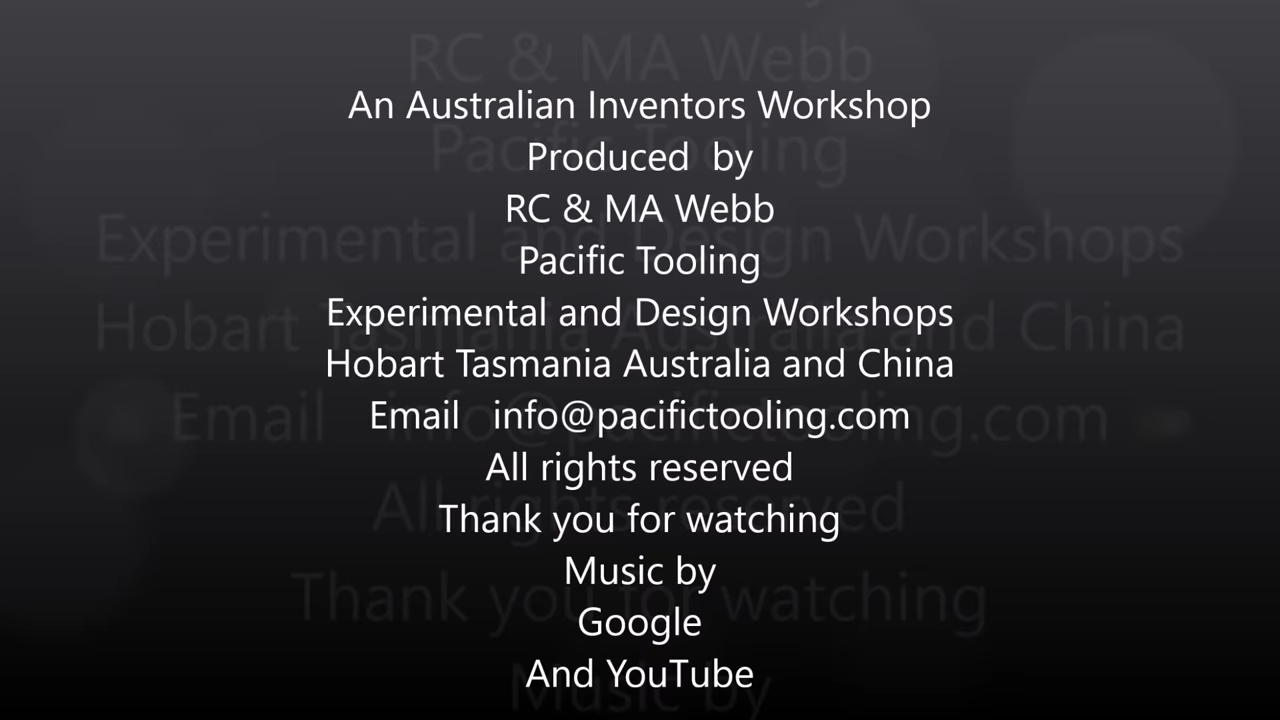 An Australian Inventors Workshop
Produced  by
RC & MA Webb
Pacific Tooling
Experimental and Design Workshops
Hobart Tasmania Australia and China
Email   info@pacifictooling.com
All rights reserved
Thank you for watching
Music by
Google
And YouTube